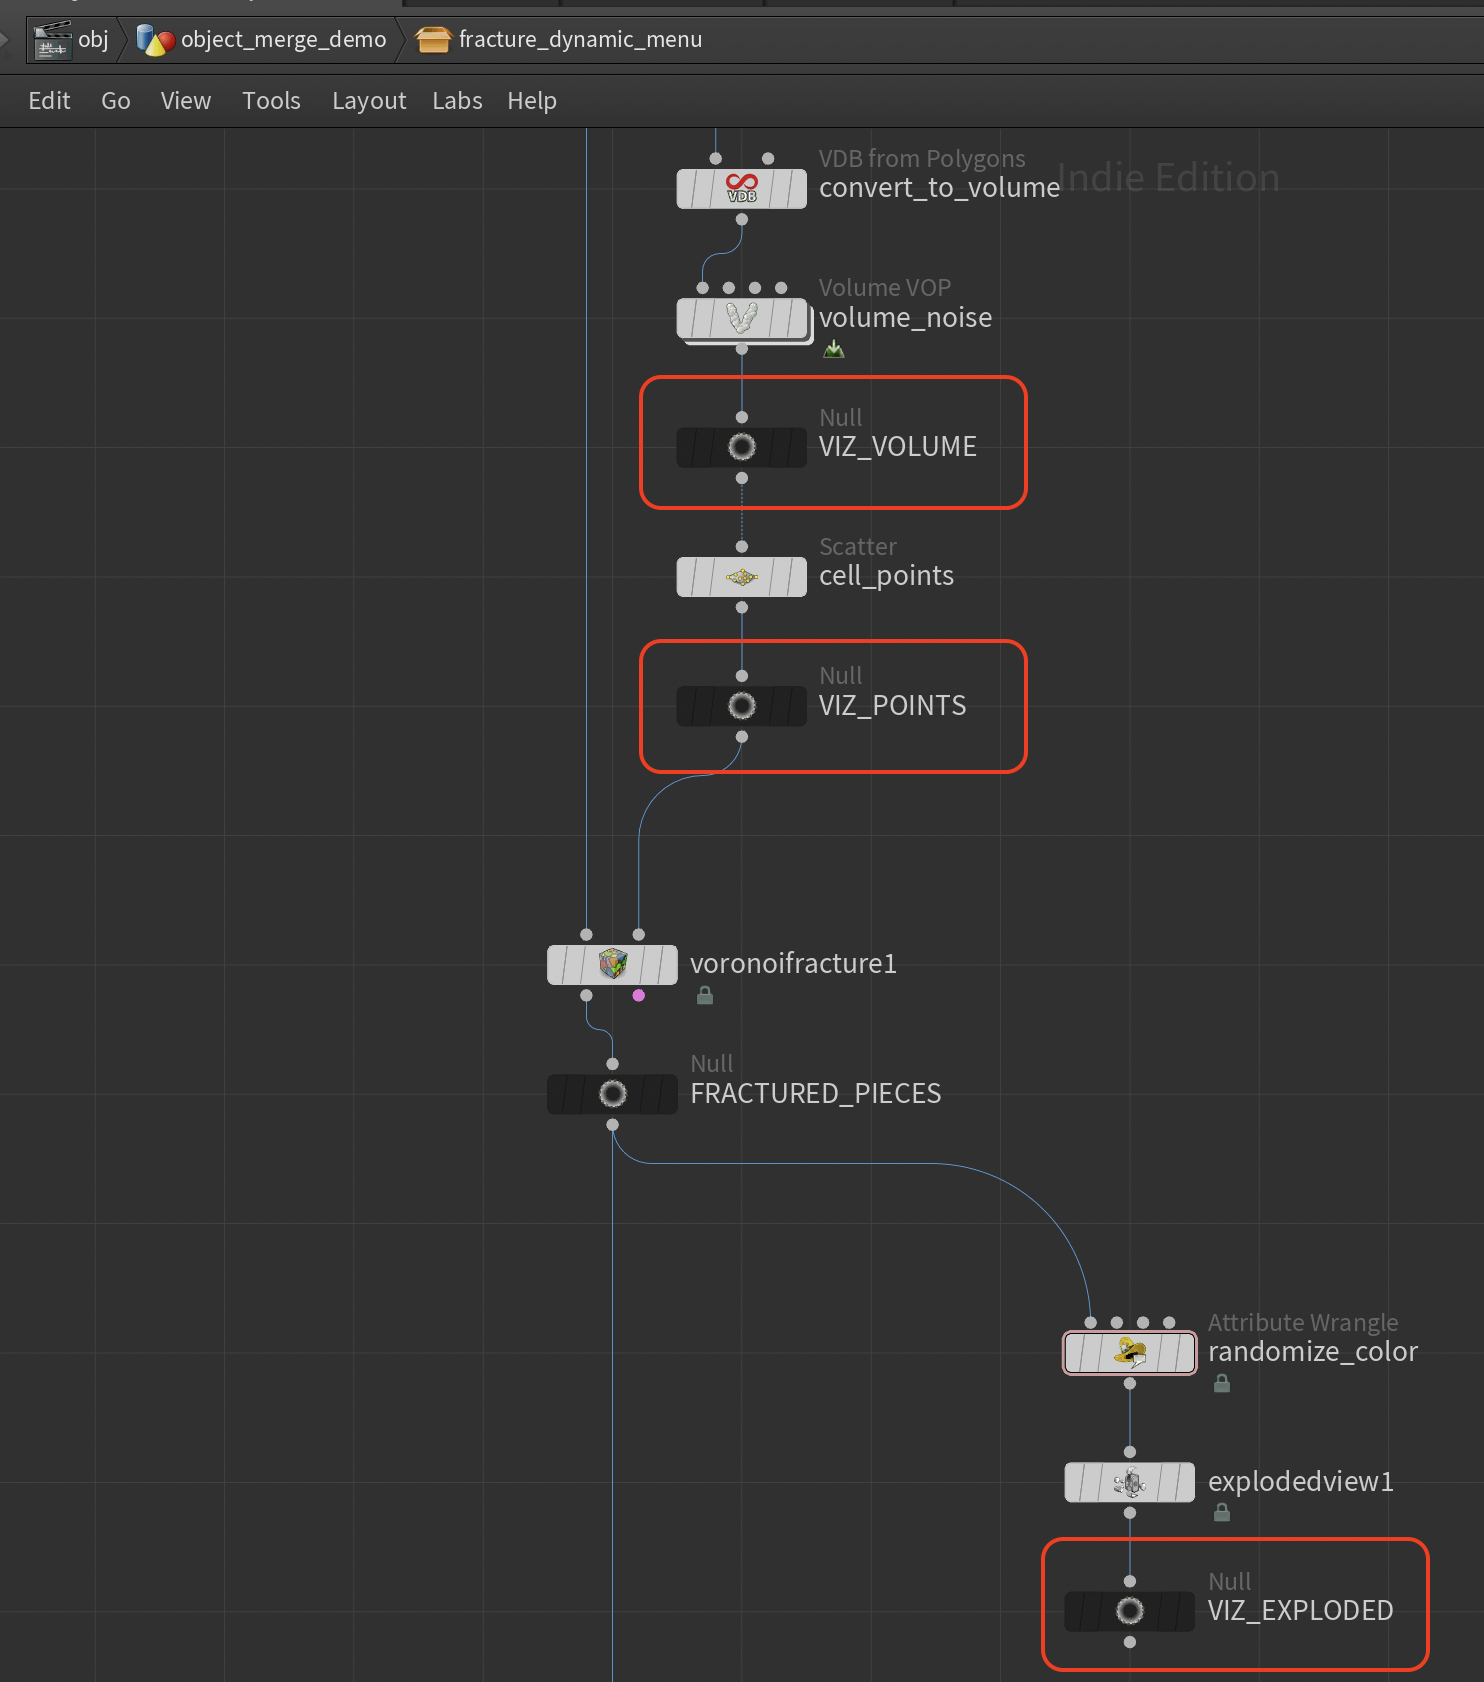 obj object_merge_demo fracture_dynamic_menu
Edit Go View Tools Layout Labs Help
Indie Edition
VDB from Polygons
convert_to_volume
VDB
Volume VOP
volume_noise
Null
VIZ_VOLUME
Scatter
cell_points
Null
VIZ_POINTS
voronoifracture1
Null
FRACTURED_PIECES
Attribute Wrangle
randomize_color
explodedview1
Null
VIZ_EXPLODED